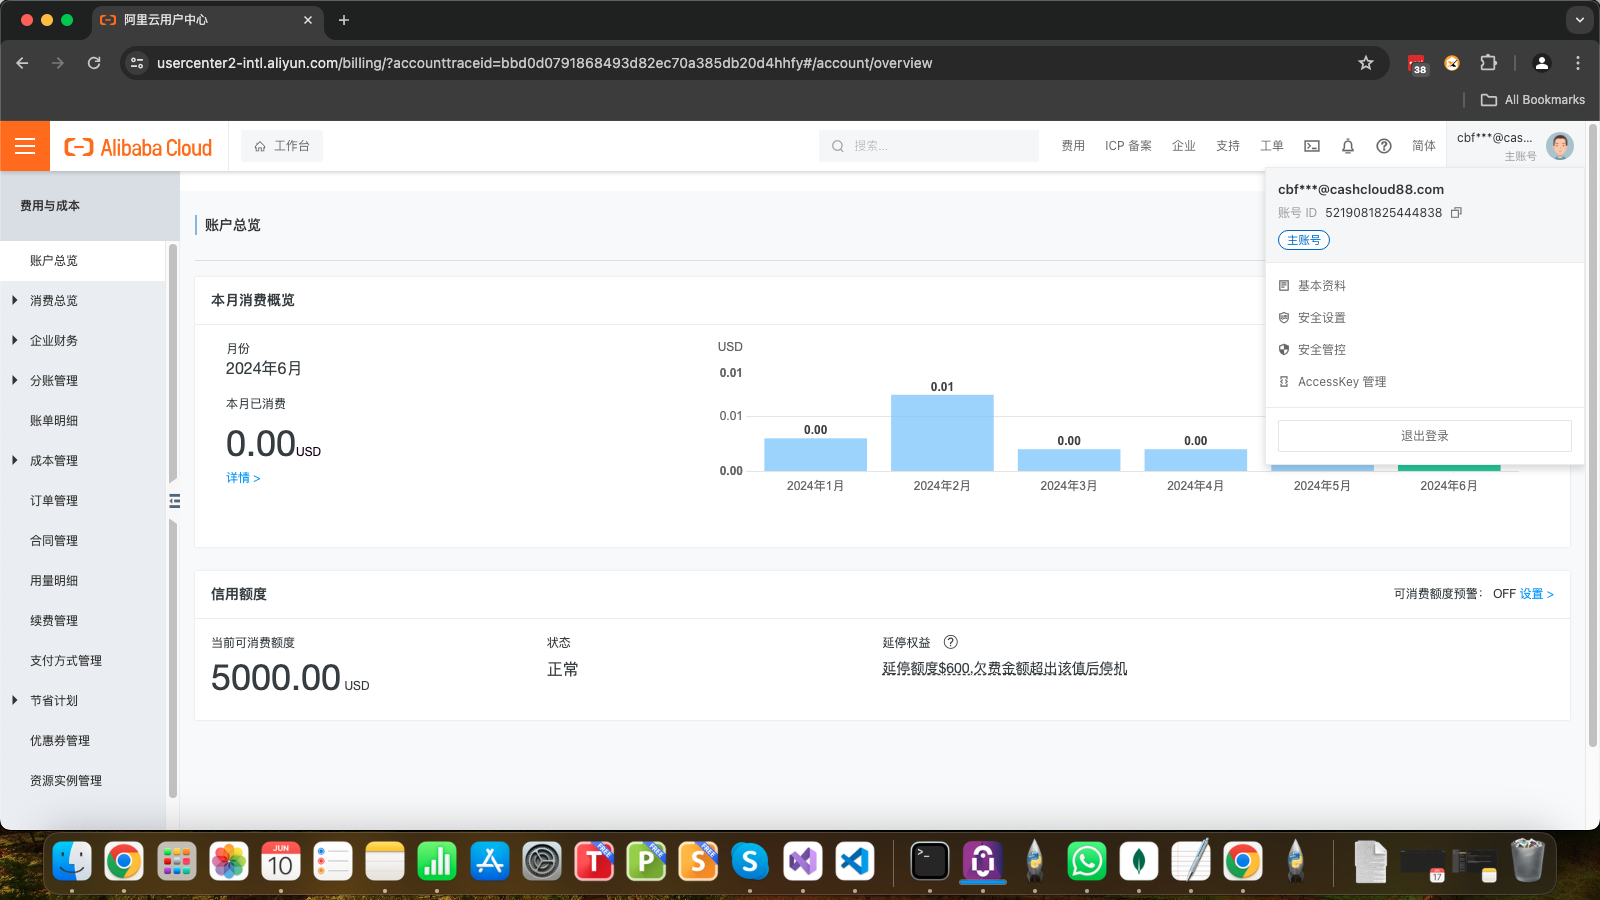 阿里云用户中心
usercenter2-intl.aliyun.com/billing/?accounttraceid=bbd0d0791868493d82ec70a385db20d4hhfy#/account/overview
38
All Bookmarks
Alibaba Cloud
工作台
搜索...
费用
ICP 备案
企业
支持
工单
简体
cbf***@cas...
主账号
cbf***@cashcloud88.com
账号 ID 5219081825444838
主账号
基本资料
安全设置
安全管控
AccessKey 管理
退出登录
费用与成本
账户总览
消费总览
企业财务
分账管理
账单明细
成本管理
订单管理
合同管理
用量明细
续费管理
支付方式管理
节省计划
优惠券管理
资源实例管理
账户总览
本月消费概览
月份
2024年6月
本月已消费
0.00USD
详情 >
USD
0.01
0.01
0.00
0.00
0.01
0.00
0.00
2024年1月
2024年2月
2024年3月
2024年4月
2024年5月
2024年6月
信用额度
可消费额度预警： OFF 设置 >
当前可消费额度
5000.00 USD
状态
正常
延停权益
延停额度$600,欠费金额超出该值后停机
JUN
10
T
FREE
P
FREE
S
FREE
S
>_
17